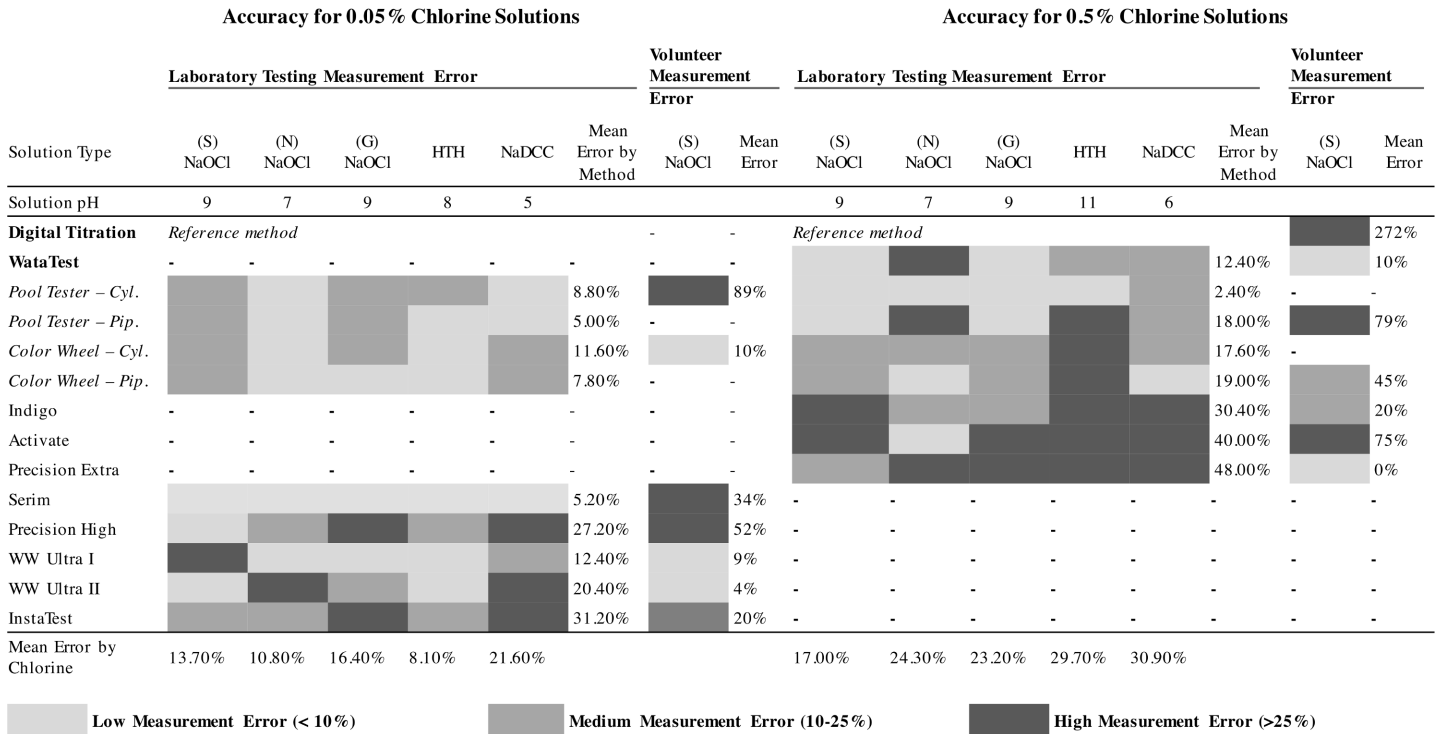 Accuracy for 0.05% Chlorine Solutions Accuracy for 0.5% Chlorine Solutions
Laboratory Testing Measurement Error Volunteer Measurement Error Laboratory Testing Measurement Error Volunteer Measurement Error
Solution Type (S) NaOCl (N) NaOCl (G) NaOCl HTH NaDCC Mean Error by Method (S) NaOCl Mean Error (S) NaOCl (N) NaOCl (G) NaOCl HTH NaDCC Mean Error by Method (S) NaOCl Mean Error
Solution pH 9 7 9 8 5 9 7 9 11 6
Digital Titration Reference method - - Reference method 272%
WataTest - - - - - - - - 12.40% 10%
Pool Tester – Cyl. 8.80% 89% 2.40% - -
Pool Tester – Pip. 5.00% - - 18.00% 79%
Color Wheel – Cyl. 11.60% 10% 17.60% -
Color Wheel – Pip. 7.80% - - 19.00% 45%
Indigo - - - - - - - - 30.40% 20%
Activate - - - - - - - - 40.00% 75%
Precision Extra - - - - - - - - 48.00% 0%
Serim 5.20% 34% - - - - - - - -
Precision High 27.20% 52% - - - - - - - -
WW Ultra I 12.40% 9% - - - - - - - -
WW Ultra II 20.40% 4% - - - - - - - -
InstaTest 31.20% 20% - - - - - - - -
Mean Error by Chlorine 13.70% 10.80% 16.40% 8.10% 21.60% 17.00% 24.30% 23.20% 29.70% 30.90%
Low Measurement Error (< 10%) Medium Measurement Error (10-25%) High Measurement Error (>25%)